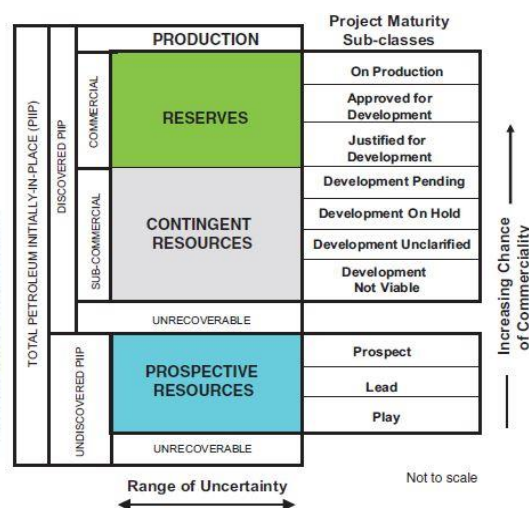 PRODUCTION
Project Maturity
Sub-classes
TOTAL PETROLEUM INITIALLY-IN-PLACE (PIIP)
DISCOVERED PIIP
COMMERCIAL
RESERVES
On Production
Approved for
Development
Justified for
Development
SUB-COMMERCIAL
CONTINGENT
RESOURCES
Development Pending
Development On Hold
Development Unclarified
Development
Not Viable
UNRECOVERABLE
UNDISCOVERED PIIP
PROSPECTIVE
RESOURCES
Prospect
Lead
Play
UNRECOVERABLE
Increasing Chance
of Commerciality
Range of Uncertainty
Not to scale